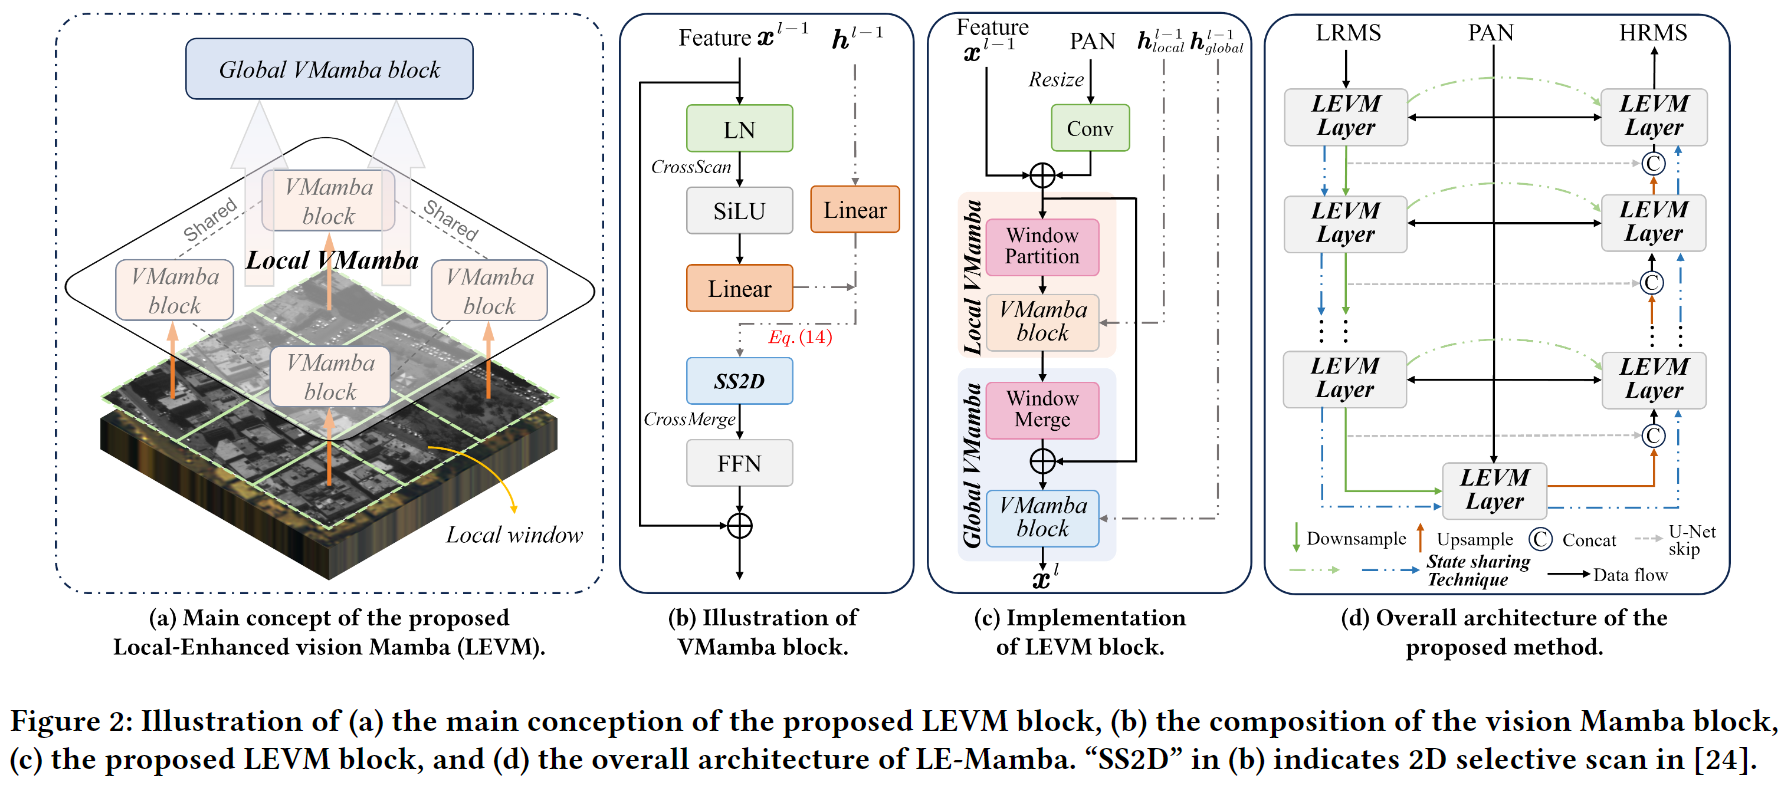 Global VMamba block
VMamba
block
Shared
Shared
Local VMamba
VMamba
block
VMamba
block
VMamba
block
Local window
(a) Main concept of the proposed
Local-Enhanced vision Mamba (LEVM).
Feature x^{l-1} h^{l-1}
LN
CrossScan
SiLU
Linear
Linear
Eq. (14)
SS2D
CrossMerge
FFN
(b) Illustration of
VMamba block.
Feature
x^{l-1}
PAN
h_{local}^{l-1} h_{global}^{l-1}
Resize
Conv
Local VMamba
Window
Partition
VMamba
block
Global VMamba
Window
Merge
VMamba
block
x^l
(c) Implementation
of LEVM block.
LRMS PAN HRMS
LEVM
Layer
LEVM
Layer
C
LEVM
Layer
LEVM
Layer
C
LEVM
Layer
LEVM
Layer
C
LEVM
Layer
Downsample
Upsample
C Concat
U-Net
skip
State sharing
Technique
Data flow
(d) Overall architecture of the
proposed method.
Figure 2: Illustration of (a) the main conception of the proposed LEVM block, (b) the composition of the vision Mamba block,
(c) the proposed LEVM block, and (d) the overall architecture of LE-Mamba. “SS2D” in (b) indicates 2D selective scan in [24].